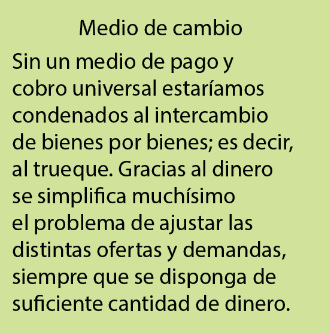 Medio de cambio
Sin un medio de pago y
cobro universal estaríamos
condenados al intercambio
de bienes por bienes; es decir,
al trueque. Gracias al dinero
se simplifica muchísimo
el problema de ajustar las
distintas ofertas y demandas,
siempre que se disponga de
suficiente cantidad de dinero.